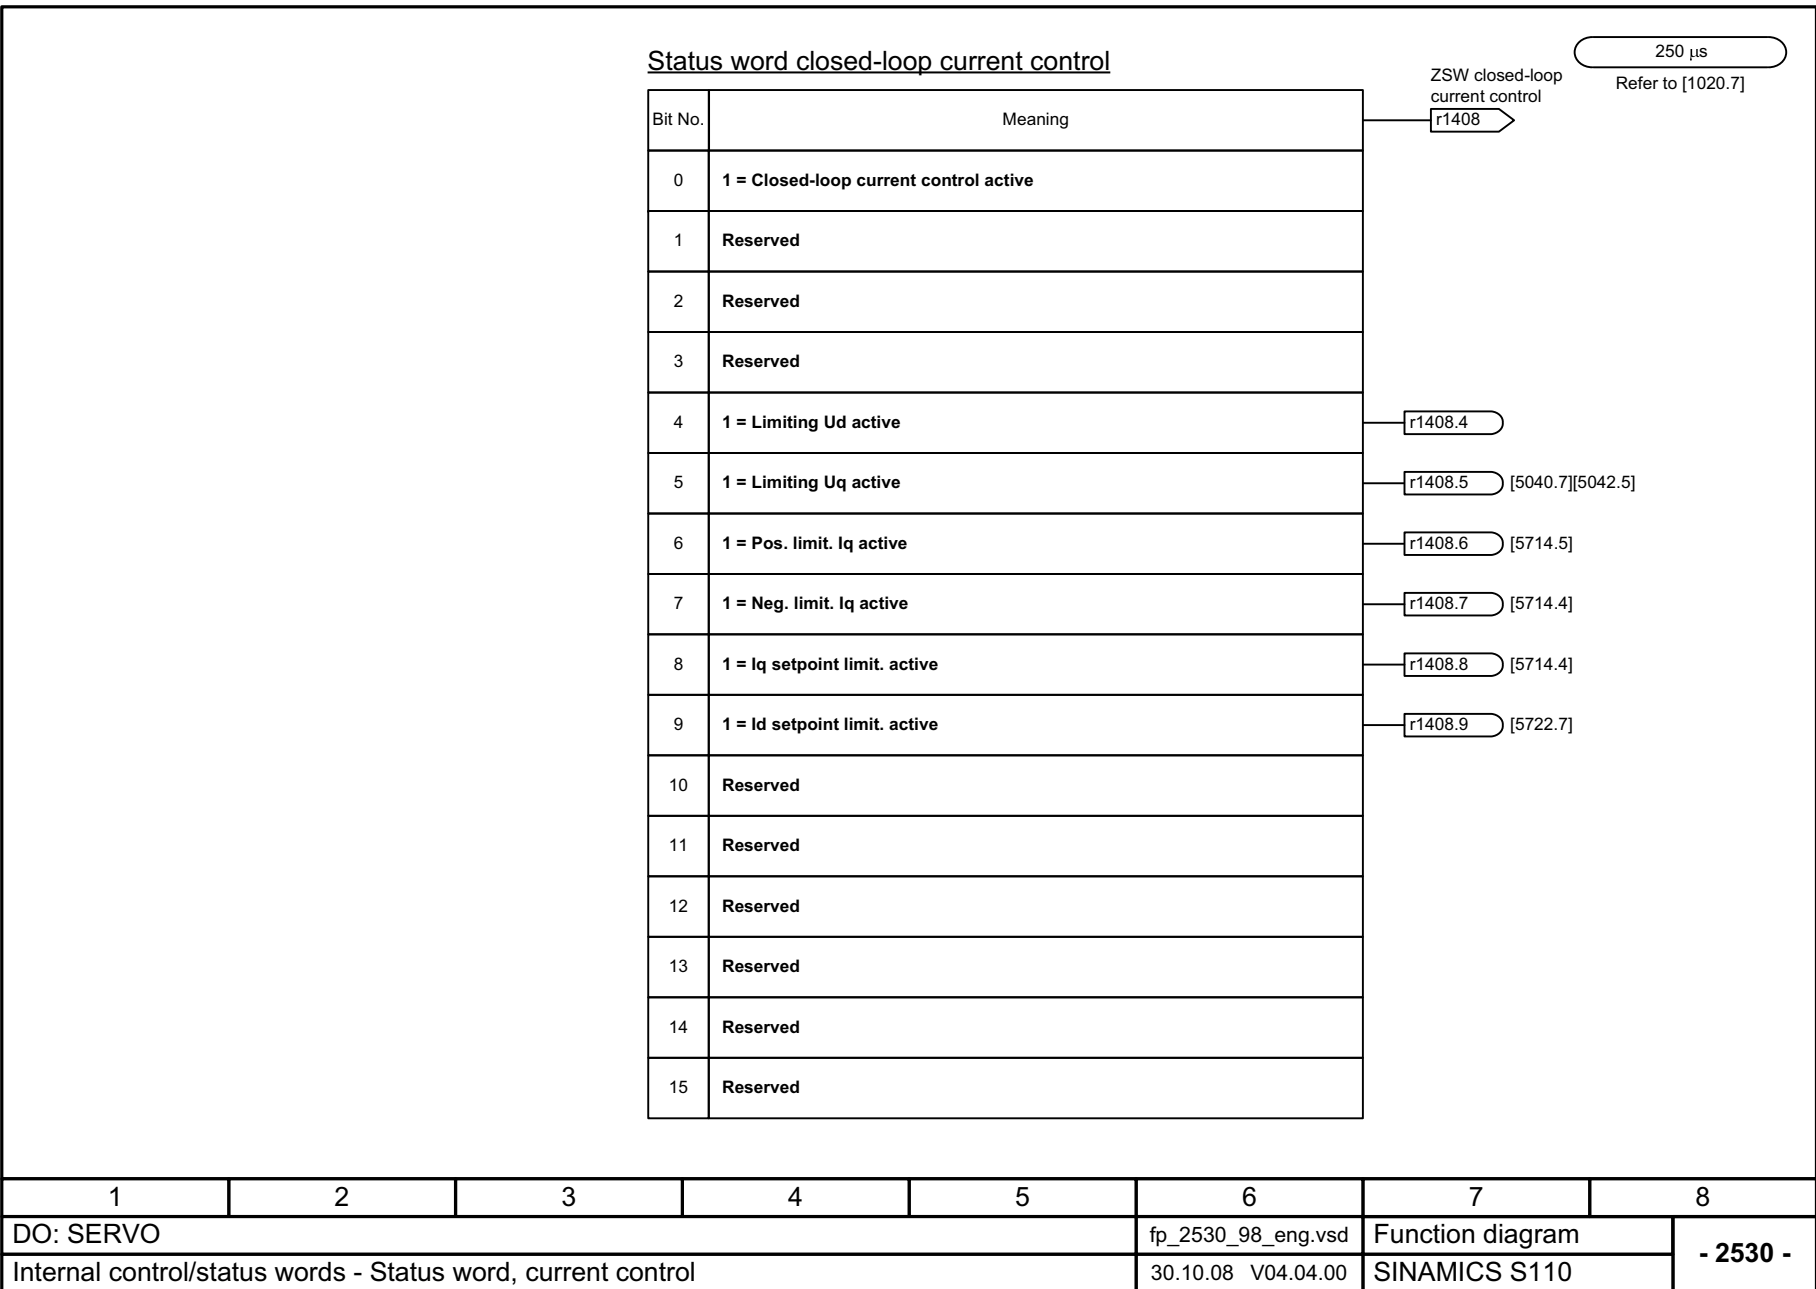 Status word closed-loop current control
250 µs
Refer to [1020.7]
ZSW closed-loop
current control
Bit No. Meaning r1408
0 1 = Closed-loop current control active
1 Reserved
2 Reserved
3 Reserved
4 1 = Limiting Ud active r1408.4
5 1 = Limiting Uq active r1408.5 [5040.7][5042.5]
6 1 = Pos. limit. Iq active r1408.6 [5714.5]
7 1 = Neg. limit. Iq active r1408.7 [5714.4]
8 1 = Iq setpoint limit. active r1408.8 [5714.4]
9 1 = Id setpoint limit. active r1408.9 [5722.7]
10 Reserved
11 Reserved
12 Reserved
13 Reserved
14 Reserved
15 Reserved
1 2 3 4 5 6 7 8
DO: SERVO fp_2530_98_eng.vsd Function diagram
- 2530 -
Internal control/status words - Status word, current control 30.10.08 V04.04.00 SINAMICS S110